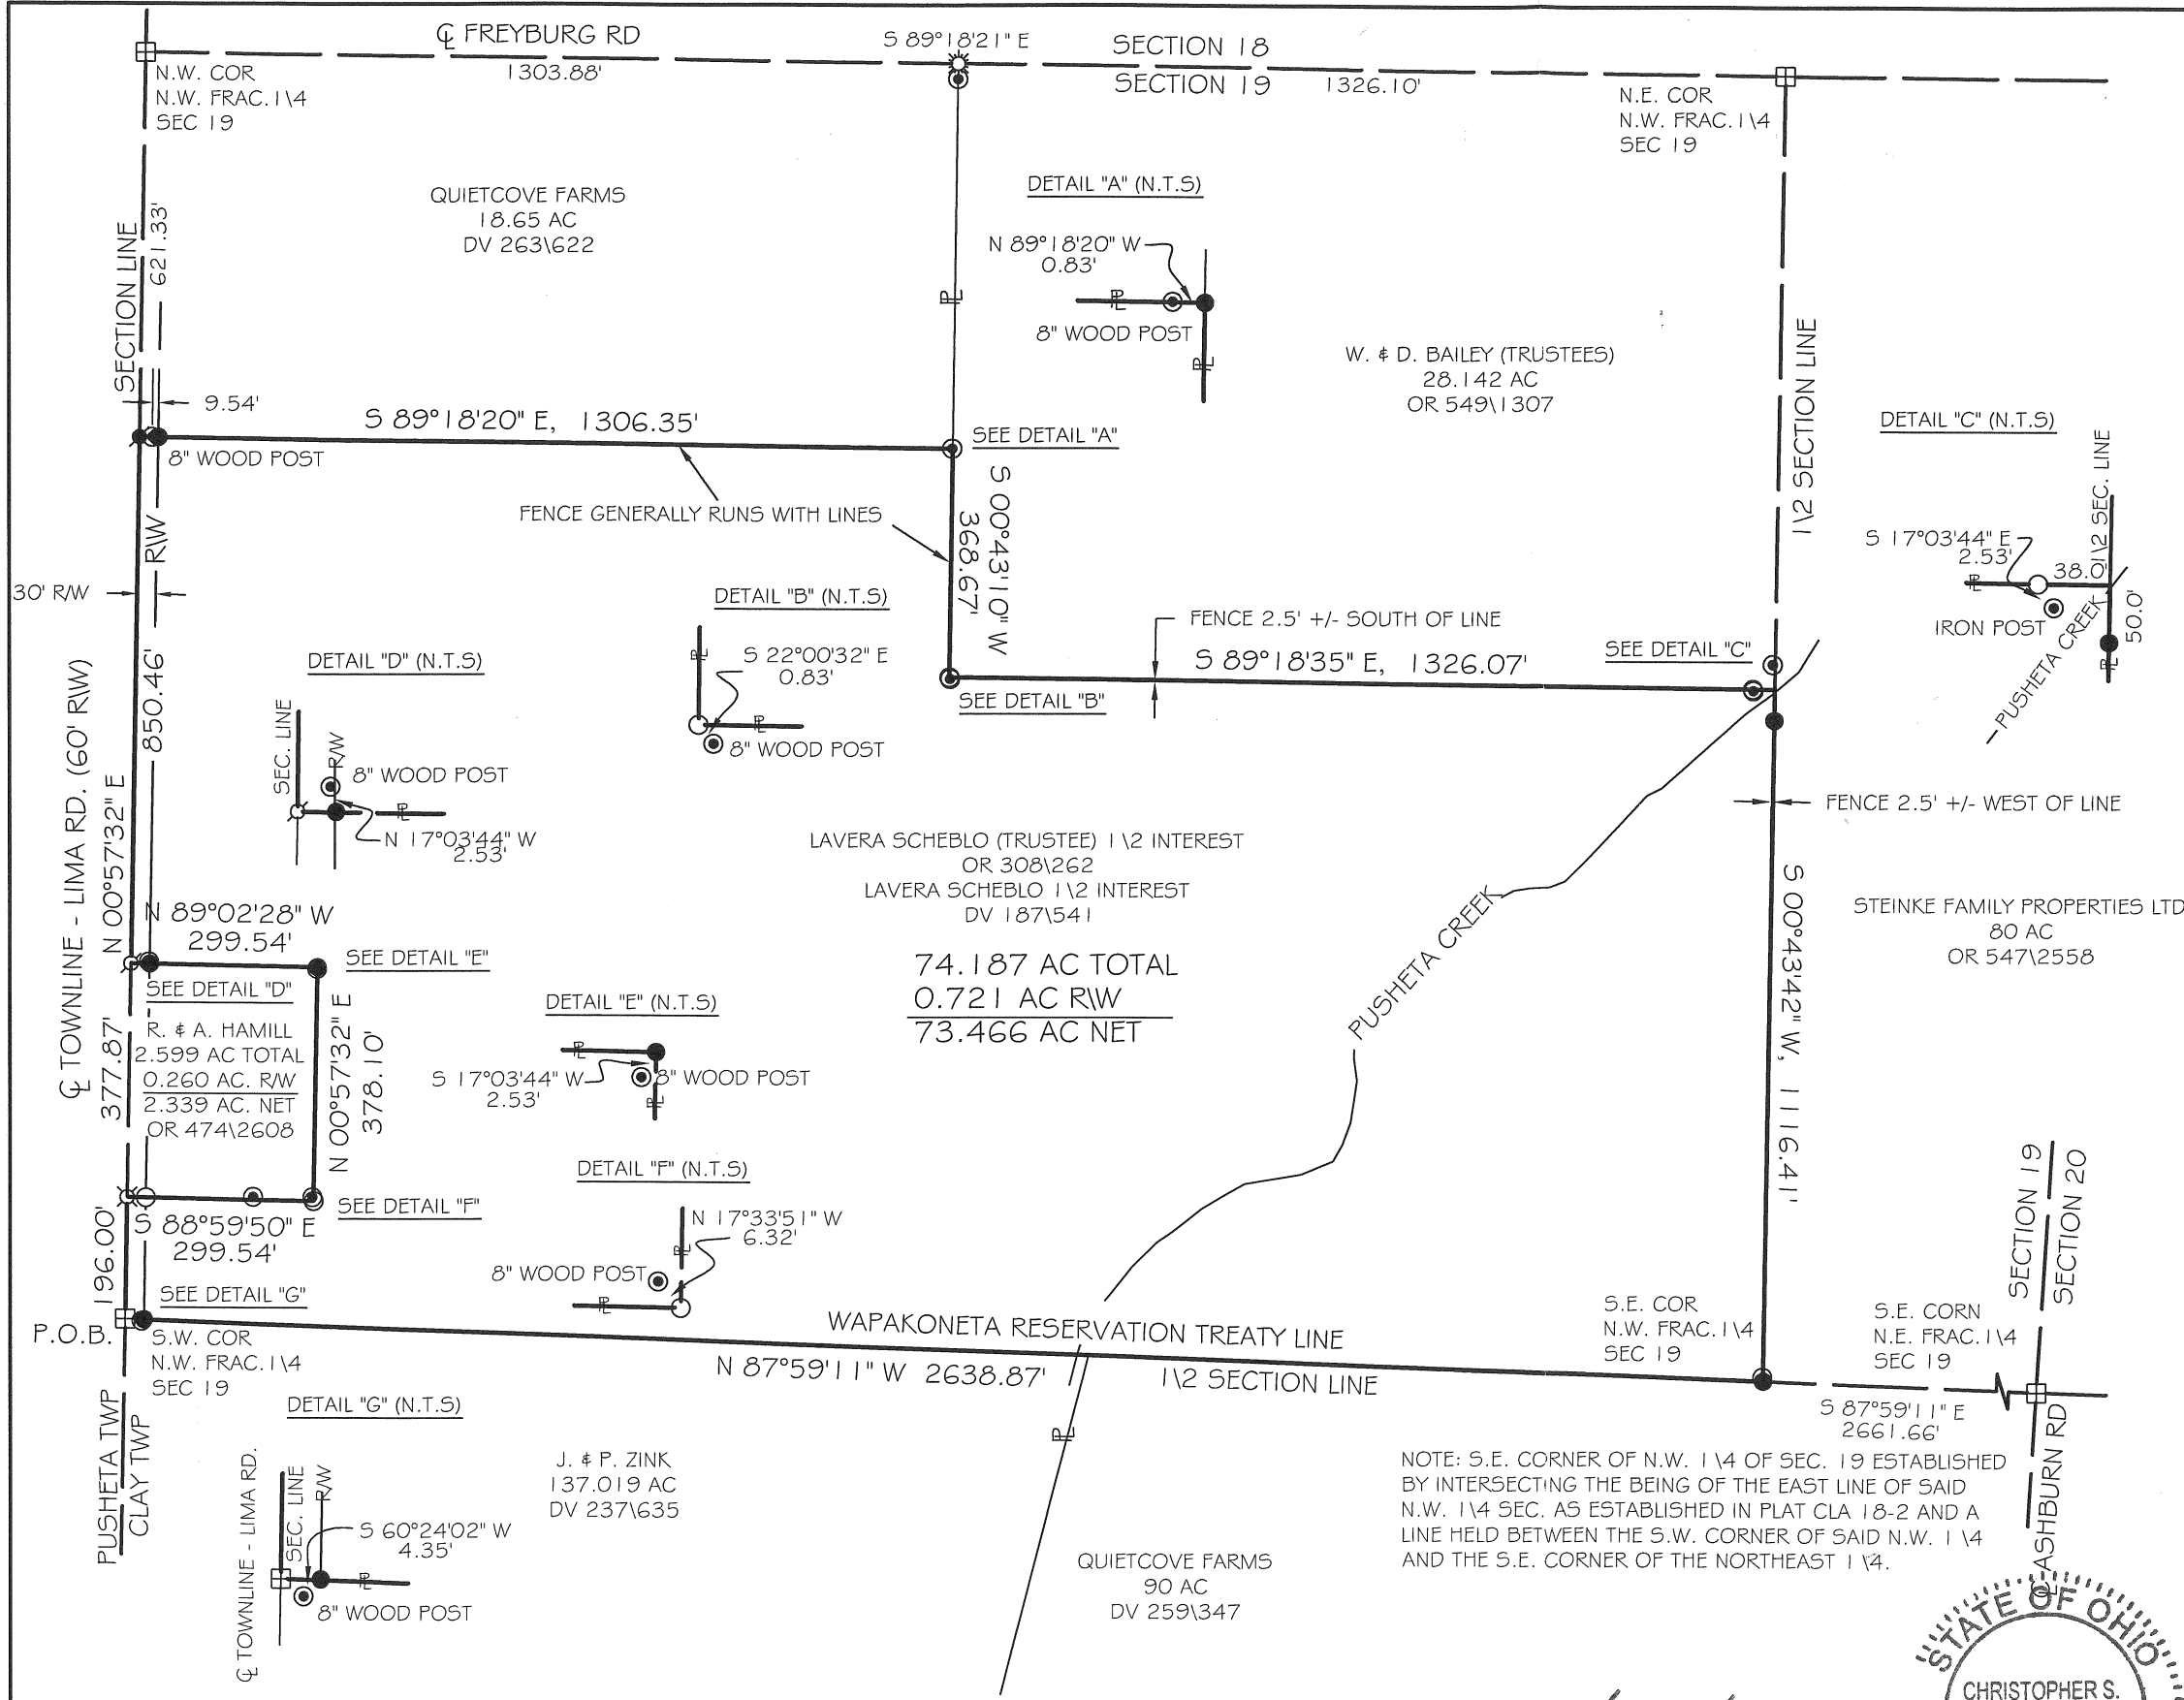 ℄ FREYBURG RD
S 89°18'21" E
SECTION 18
1303.88'
SECTION 19
1326.10'
N.W. COR
N.W. FRAC.1\4
SEC 19
N.E. COR
N.W. FRAC.1\4
SEC 19
QUIETCOVE FARMS
18.65 AC
DV 263\622
SECTION LINE
621.33'
DETAIL "A" (N.T.S)
N 89°18'20" W
0.83'
℄
8" WOOD POST
W. & D. BAILEY (TRUSTEES)
28.142 AC
OR 549\1307
1\2 SECTION LINE
9.54'
S 89°18'20" E, 1306.35'
SEE DETAIL "A"
8" WOOD POST
FENCE GENERALLY RUNS WITH LINES
S 00°43'10" W
368.67'
DETAIL "C" (N.T.S)
1\2 SEC. LINE
S 17°03'44" E
2.53'
38.0'
IRON POST
PUSHETA CREEK
50.0'
R\W
30' R/W
850.46'
DETAIL "B" (N.T.S)
S 22°00'32" E
0.83'
8" WOOD POST
FENCE 2.5' +/- SOUTH OF LINE
S 89°18'35" E, 1326.07'
SEE DETAIL "C"
SEE DETAIL "B"
DETAIL "D" (N.T.S)
SEC. LINE
R/W
8" WOOD POST
N 17°03'44" W
2.53'
℄ TOWNLINE - LIMA RD. (60' R\W)
N 00°57'32" E
FENCE 2.5' +/- WEST OF LINE
LAVERA SCHEBLO (TRUSTEE) 1\2 INTEREST
OR 308\262
LAVERA SCHEBLO 1\2 INTEREST
DV 187\541
74.187 AC TOTAL
0.721 AC R\W
73.466 AC NET
PUSHETA CREEK
S 00°43'42" W, 1116.41'
STEINKE FAMILY PROPERTIES LTD
80 AC
OR 547\2558
N 89°02'28" W
299.54'
SEE DETAIL "E"
SEE DETAIL "D"
R. & A. HAMILL
2.599 AC TOTAL
0.260 AC. R/W
2.339 AC. NET
OR 474\2608
377.87'
N 00°57'32" E
378.10'
DETAIL "E" (N.T.S)
S 17°03'44" W
2.53'
8" WOOD POST
S 88°59'50" E
299.54'
SEE DETAIL "F"
196.00'
SEE DETAIL "G"
DETAIL "F" (N.T.S)
N 17°33'51" W
6.32'
8" WOOD POST
P.O.B.
S.W. COR
N.W. FRAC.1\4
SEC 19
WAPAKONETA RESERVATION TREATY LINE
N 87°59'11" W 2638.87'
1\2 SECTION LINE
S.E. COR
N.W. FRAC.1\4
SEC 19
SECTION 19
SECTION 20
S.E. CORN
N.E. FRAC.1\4
SEC 19
S 87°59'11" E
2661.66'
PUSHETA TWP
CLAY TWP
DETAIL "G" (N.T.S)
℄ TOWNLINE - LIMA RD.
SEC. LINE
R/W
S 60°24'02" W
4.35'
8" WOOD POST
J. & P. ZINK
137.019 AC
DV 237\635
QUIETCOVE FARMS
90 AC
DV 259\347
NOTE: S.E. CORNER OF N.W. 1\4 OF SEC. 19 ESTABLISHED
BY INTERSECTING THE BEING OF THE EAST LINE OF SAID
N.W. 1\4 SEC. AS ESTABLISHED IN PLAT CLA 18-2 AND A
LINE HELD BETWEEN THE S.W. CORNER OF SAID N.W. 1\4
AND THE S.E. CORNER OF THE NORTHEAST 1\4.
℄ ASHBURN RD
STATE OF OHIO
CHRISTOPHER S.